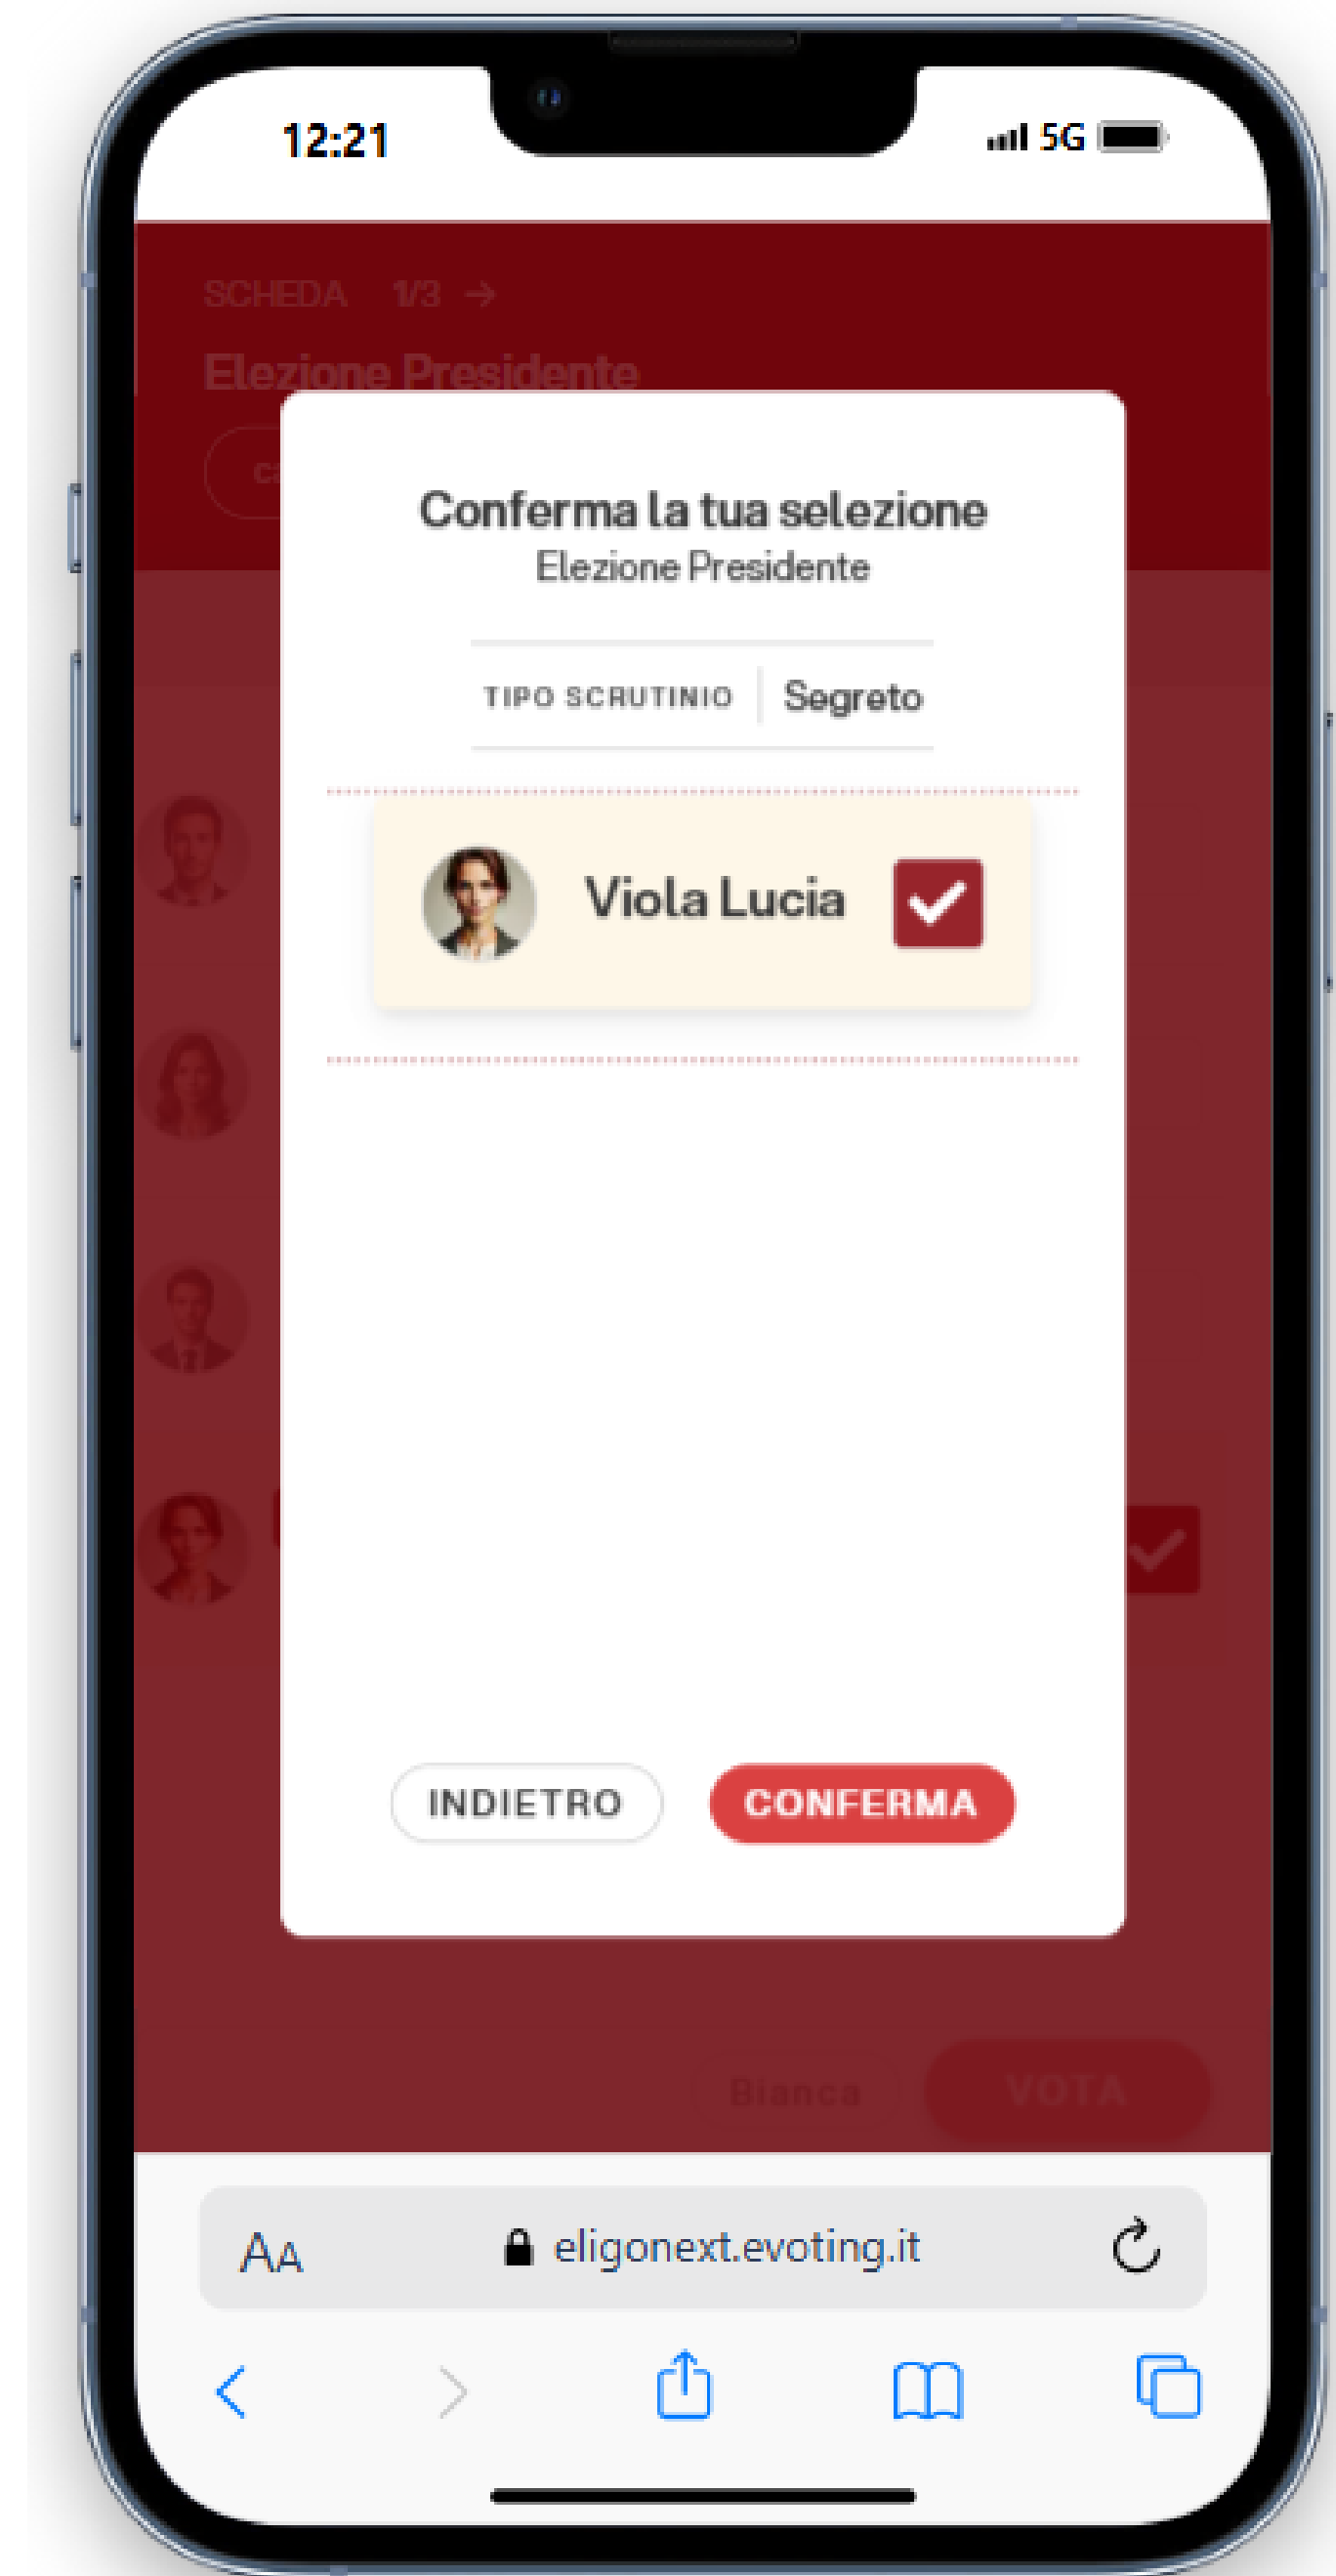 12:21 5G
SCHEDA 1/3 →
Elezione Presidente
Conferma la tua selezione
Elezione Presidente
TIPO SCRUTINIO Segreto
Viola Lucia
INDIETRO CONFERMA
Bianca VOTA
AA eligonext.evoting.it